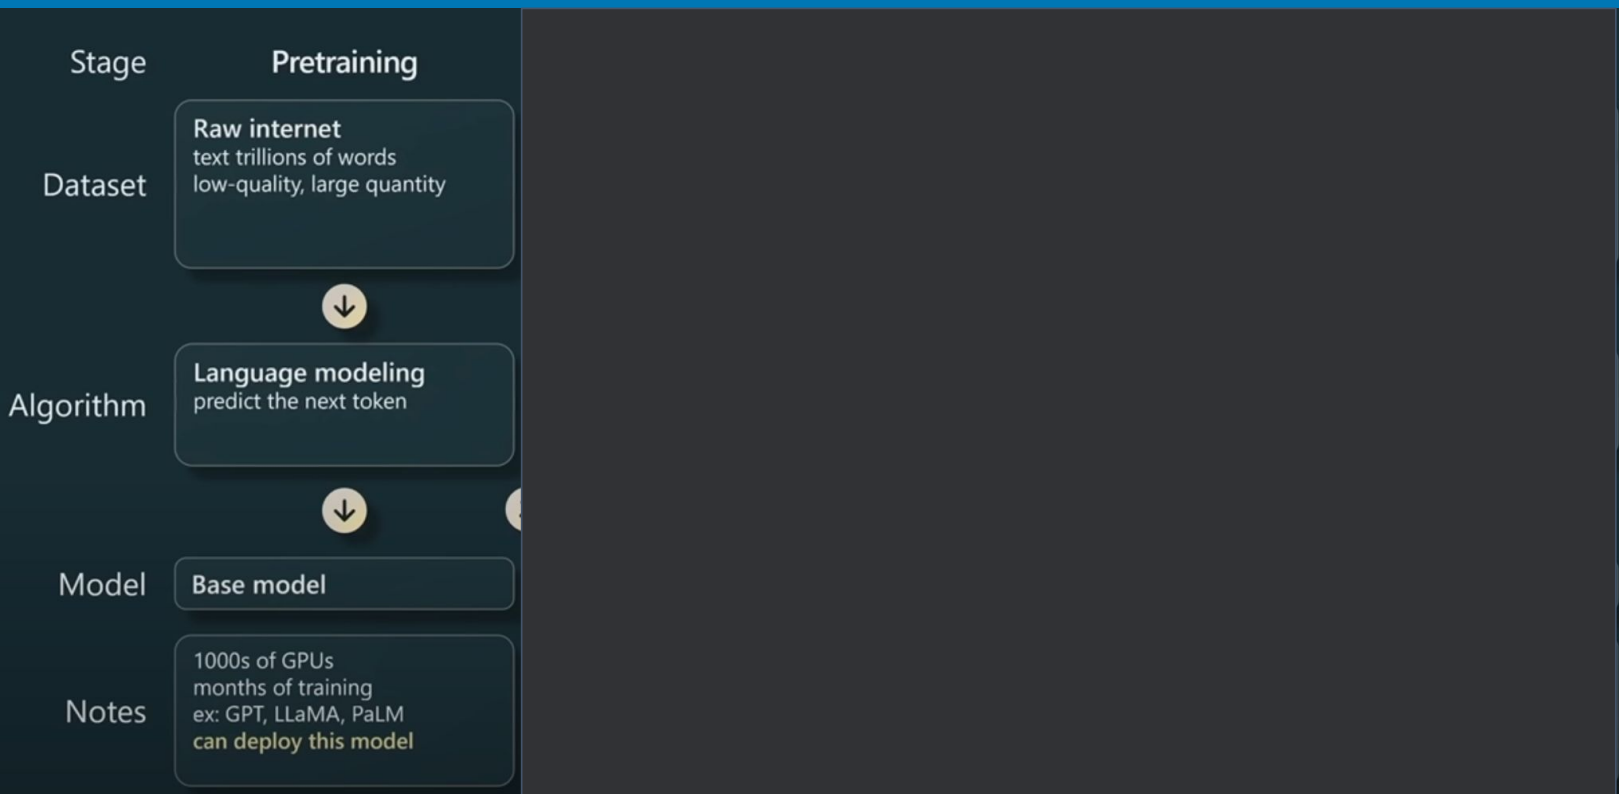 Stage
Pretraining
Dataset
Raw internet
text trillions of words
low-quality, large quantity
Algorithm
Language modeling
predict the next token
Model
Base model
Notes
1000s of GPUs
months of training
ex: GPT, LLaMA, PaLM
can deploy this model